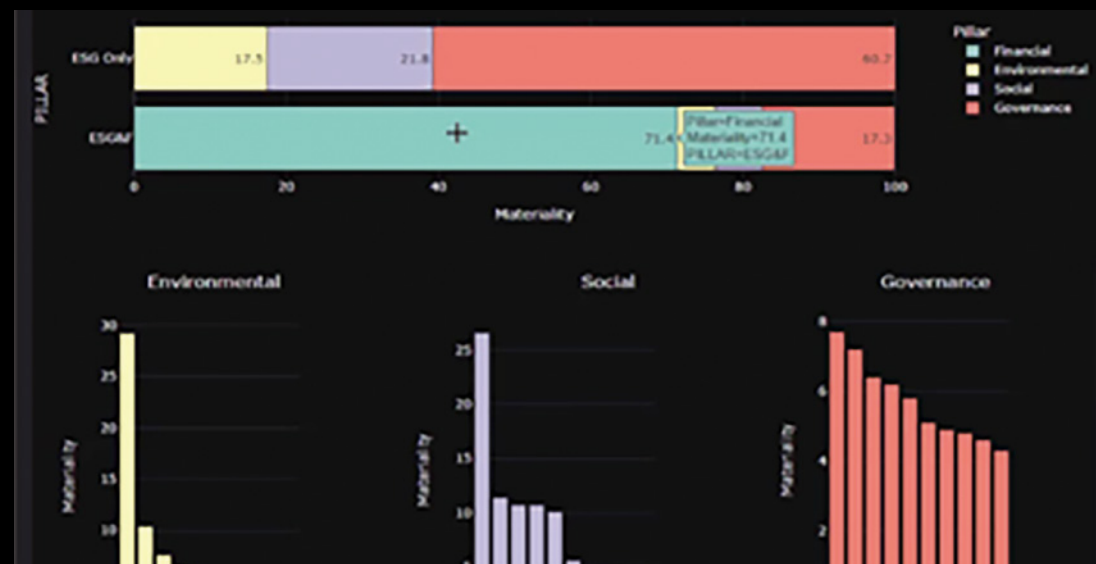 Pillar
Financial
Environmental
Social
Governance
PILLAR
ESG Only
17.5
21.8
60.7
ESG&F
71.4
Pillar=Financial
Materiality=71.4
PILLAR=ESG&F
17.3
0 20 40 60 80 100
Materiality
Environmental
Social
Governance
Materiality
30
25
20
15
10
Materiality
25
20
15
10
Materiality
8
6
4
2